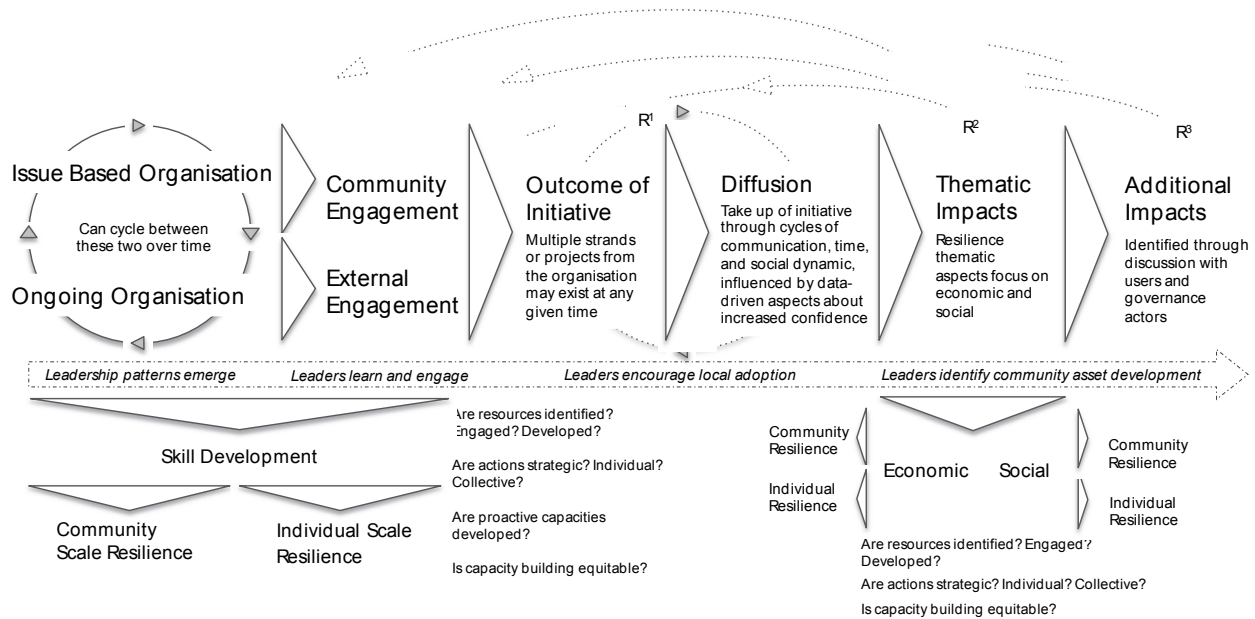 R1
R2
R3
Issue Based Organisation
Can cycle between
these two over time
Ongoing Organisation
Community
Engagement
External
Engagement
Outcome of
Initiative
Multiple strands
or projects from
the organisation
may exist at any
given time
Diffusion
Take up of initiative
through cycles of
communication, time,
and social dynamic,
influenced by data-
driven aspects about
increased confidence
Thematic
Impacts
Resilience
thematic
aspects focus on
economic and
social
Additional
Impacts
Identified through
discussion with
users and
governance
actors
Leadership patterns emerge
Leaders learn and engage
Leaders encourage local adoption
Leaders identify community asset development
Skill Development
Community
Scale Resilience
Individual Scale
Resilience
Are resources identified?
Engaged? Developed?
Are actions strategic? Individual?
Collective?
Are proactive capacities
developed?
Is capacity building equitable?
Community
Resilience
Individual
Resilience
Economic
Social
Community
Resilience
Individual
Resilience
Are resources identified? Engaged?
Developed?
Are actions strategic? Individual? Collective?
Is capacity building equitable?